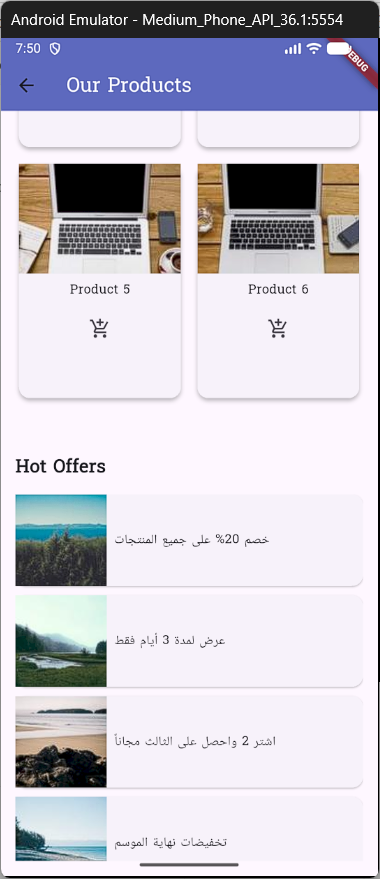 Android Emulator - Medium_Phone_API_36.1:5554
7:50
Our Products
Product 5
Product 6
Hot Offers
خصم 20% على جميع المنتجات
عرض لمدة 3 أيام فقط
اشتر 2 واحصل على الثالث مجاناً
تخفيضات نهاية الموسم